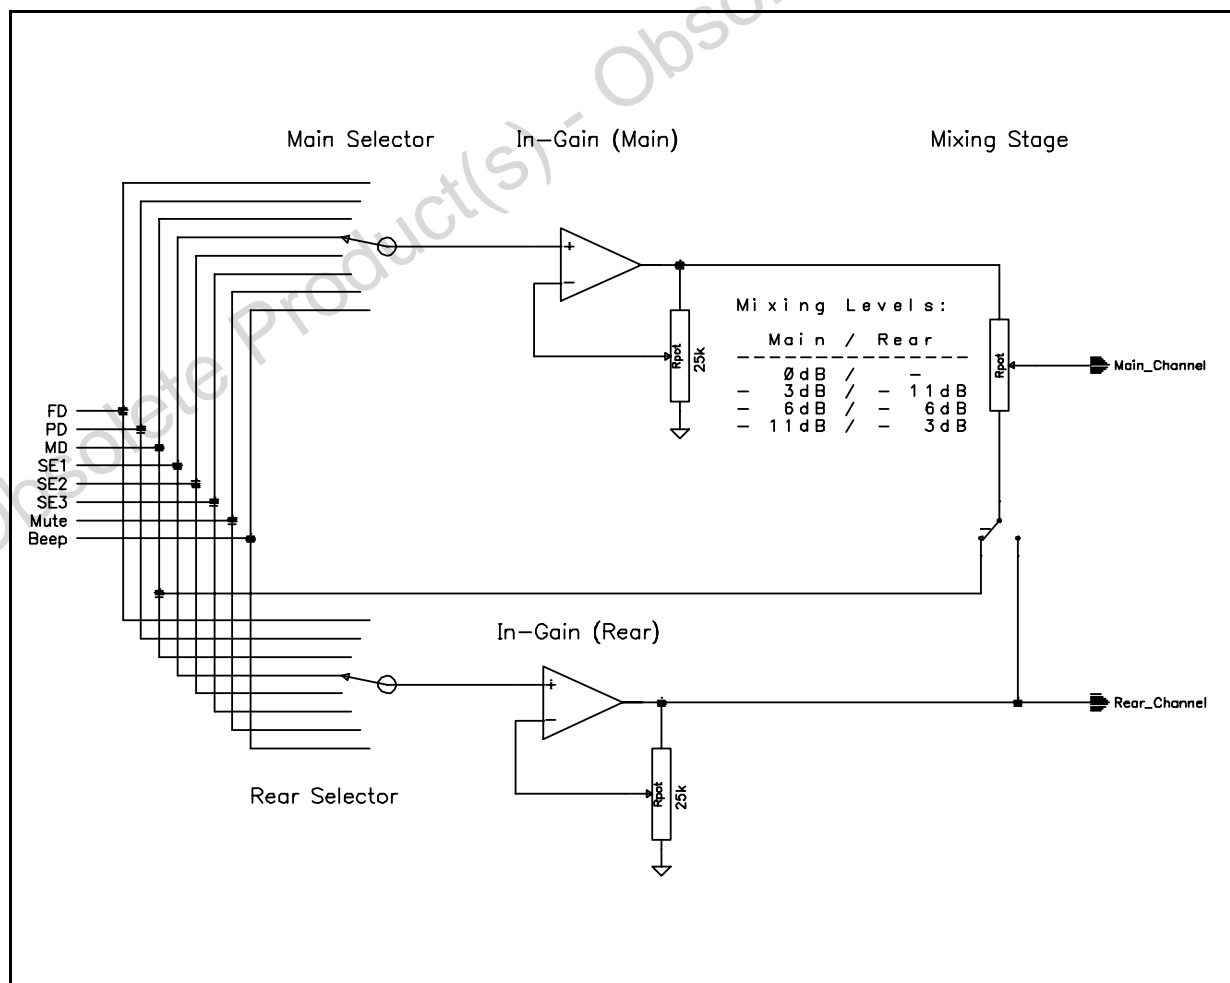 Obsolete Product(s) - Obso
Main Selector
In-Gain (Main)
Mixing Stage
Mixing Levels:
Main / Rear
0dB / -
- 3dB / - 11dB
- 6dB / - 6dB
- 11dB / - 3dB
Rpot
25k
Rpot
Main_Channel
FD
PD
MD
SE1
SE2
SE3
Mute
Beep
In-Gain (Rear)
Rear_Channel
Rpot
25k
Rear Selector